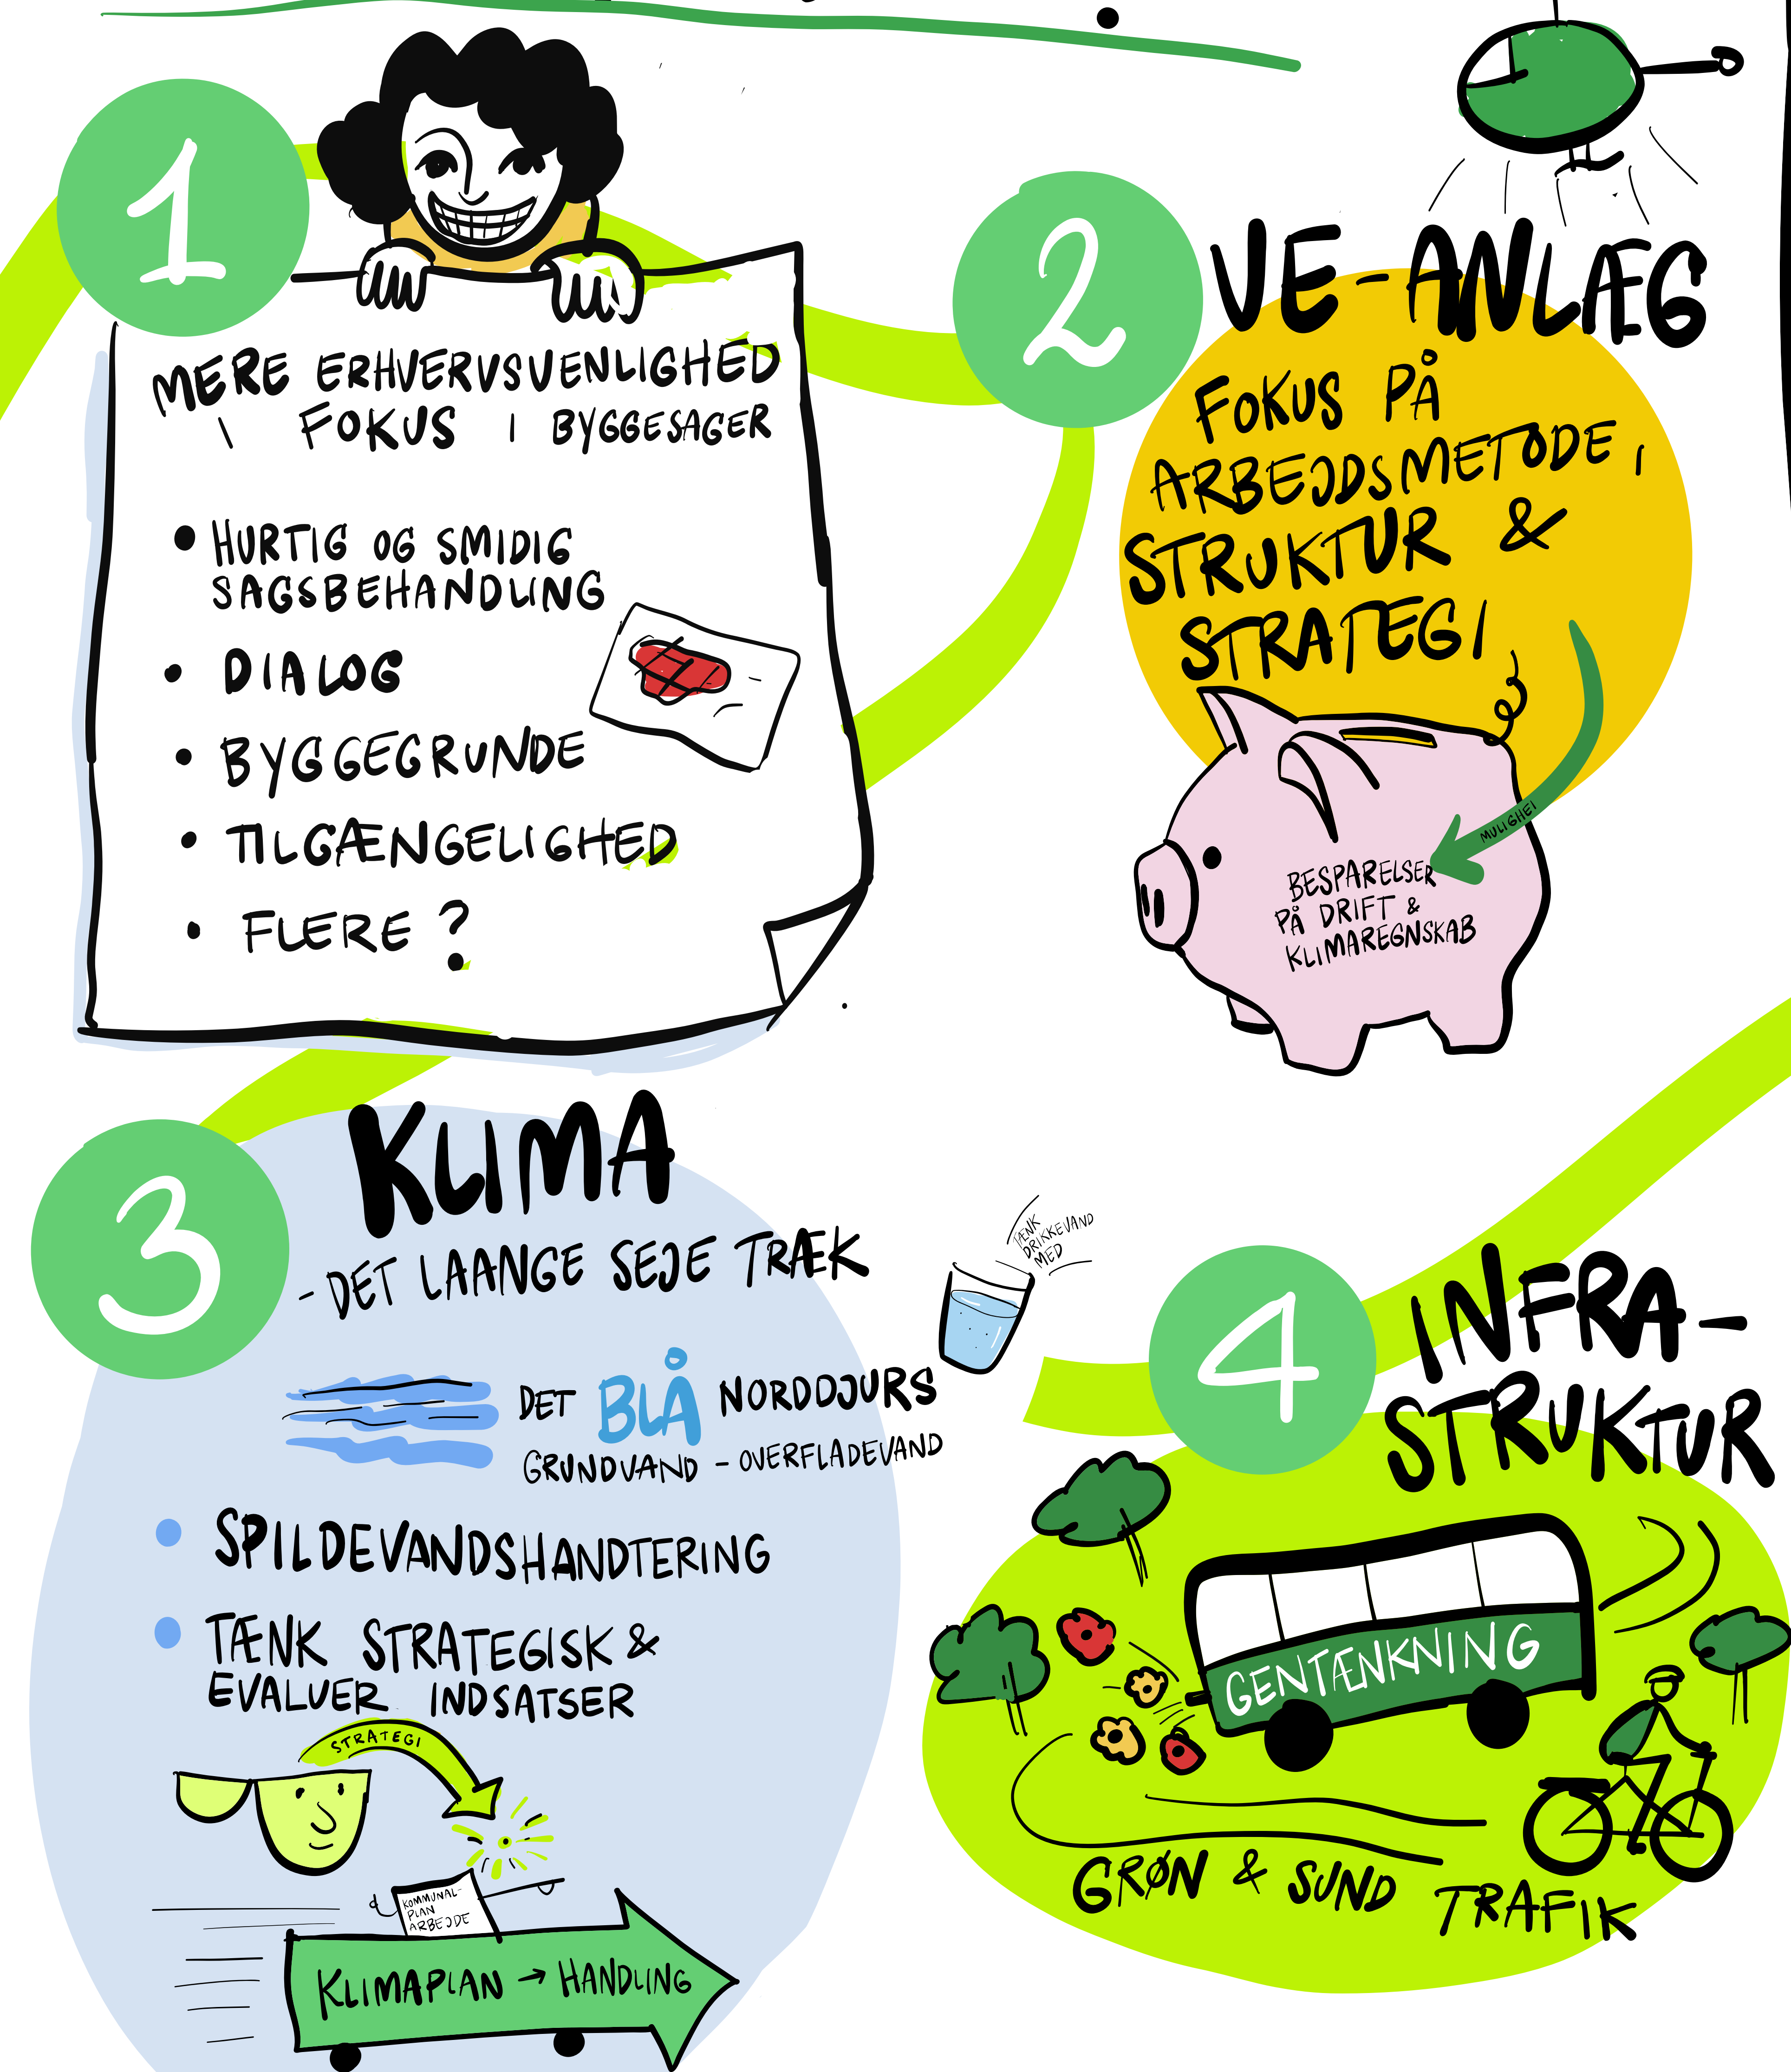 1
MERE ERHVERVSVENLIGHED
I FOKUS I BYGGESAGER
• HURTIG OG SMIDIG
SAGSBEHANDLING
• DIALOG
• BYGGEGRUNDE
• TILGÆNGELIGHED
• FLERE ?
2
VE-ANLÆG
FOKUS PÅ
ARBEJDSMETODE,
STRUKTUR &
STRATEGI
MULIGHEI
BESPARELSER
PÅ DRIFT &
KLIMAREGNSKAB
3
KLIMA
- DET LAANGE SEJE TRÆK
TÆNK
DRIKKEVAND
MED
DET BLÅ NORDDJURS
GRUNDVAND - OVERFLADEVAND
• SPILDEVANDSHANDTERING
• TÆNK STRATEGISK &
EVALUER INDSATSER
STRATEGI
KOMMUNAL-
PLAN
ARBEJDE
KLIMAPLAN → HANDLING
4
INFRA-
STRUKTUR
GENTÆNKNING
GRØN & SUND TRAFIK